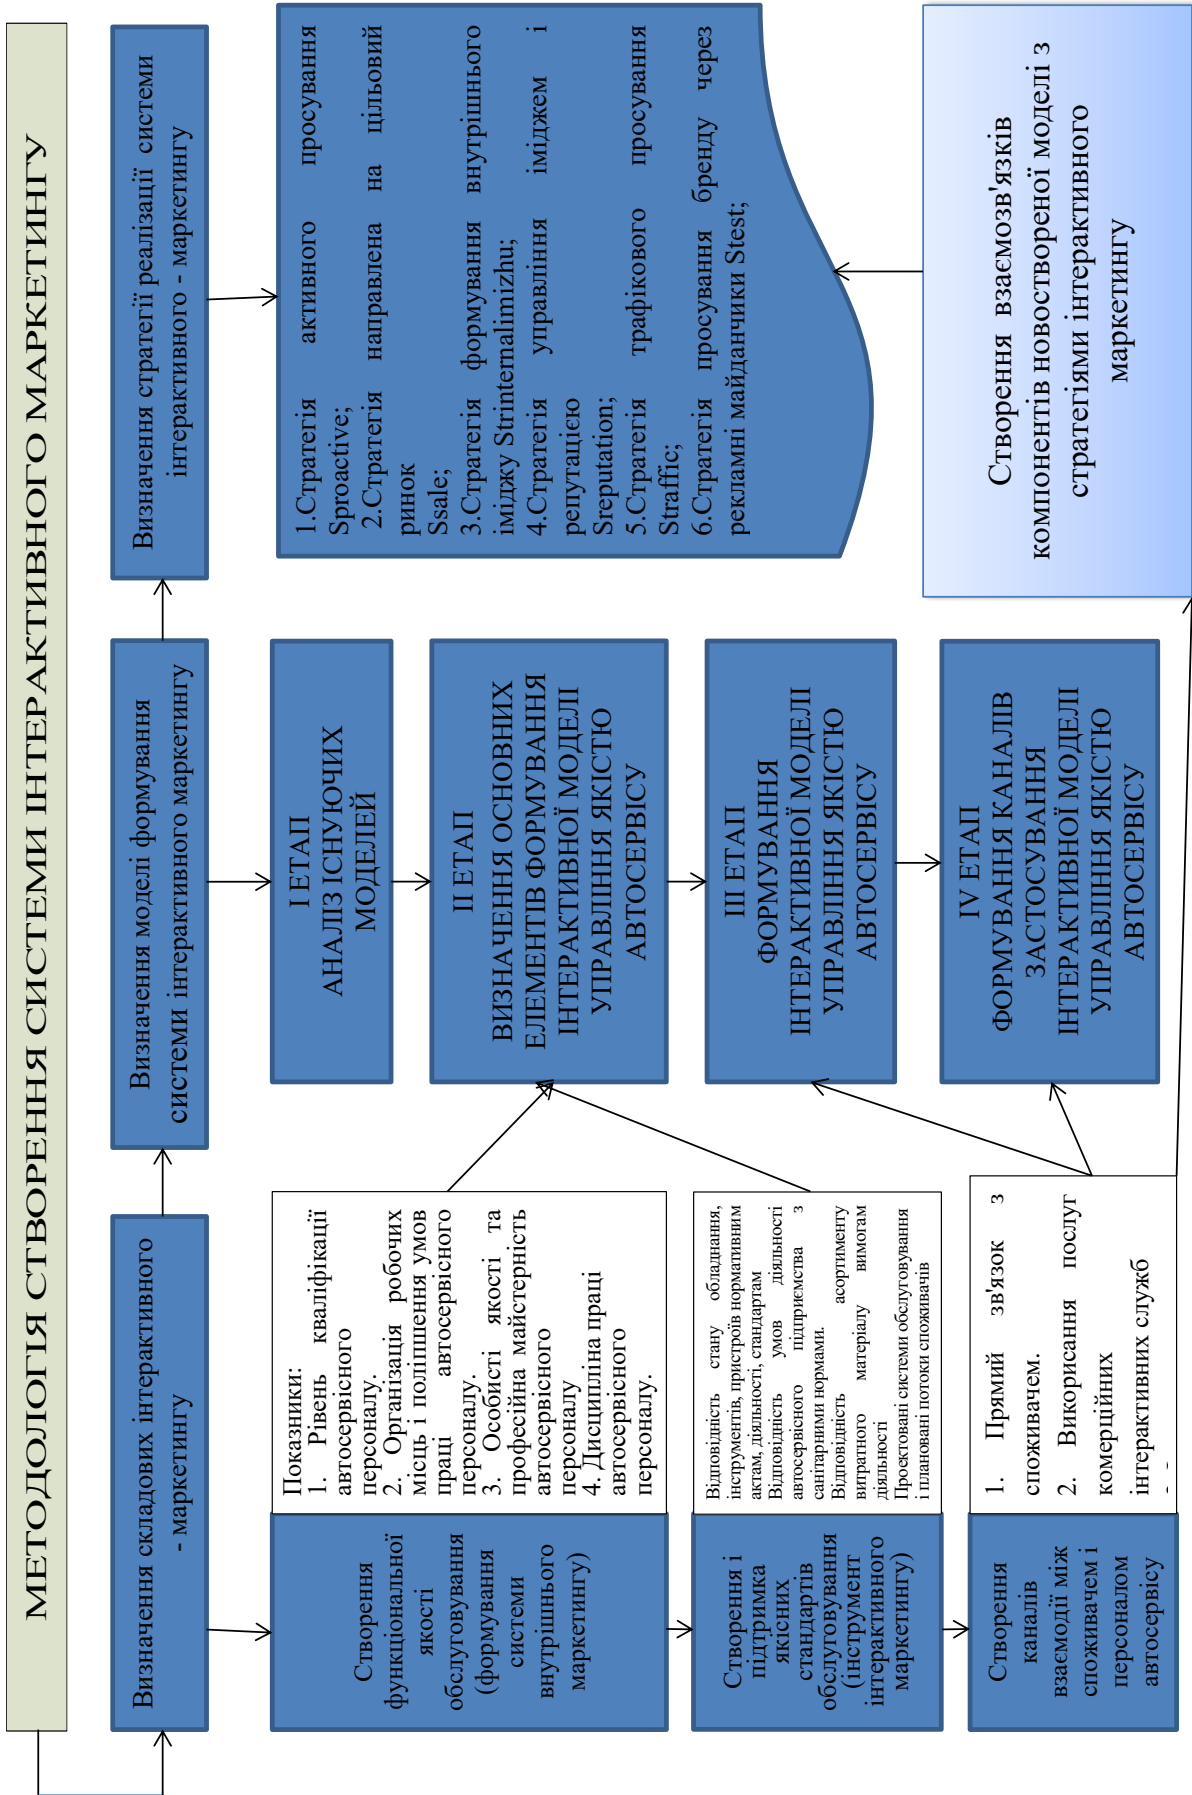 МЕТОДОЛОГІЯ СТВОРЕННЯ СИСТЕМИ ІНТЕРАКТИВНОГО МАРКЕТИНГУ
Визначення складових інтерактивного
- маркетингу
Визначення моделі формування
системи інтерактивного маркетингу
Визначення стратегії реалізації системи
інтерактивного - маркетингу
Створення
функціональної
якості
обслуговування
(формування
системи
внутрішнього
маркетингу)
Показники:
1. Рівень кваліфікації
автосервісного
персоналу.
2. Організація робочих
місць і поліпшення умов
праці автосервісного
персоналу.
3. Особисті якості та
професійна майстерність
автосервісного
персоналу
4. Дисципліна праці
автосервісного
персоналу.
Створення і
підтримка
якісних
стандартів
обслуговування
(інструмент
інтерактивного
маркетингу)
Відповідність стану обладнання,
інструментів, пристроїв нормативним
актам, діяльності, стандартам
Відповідність умов діяльності
автосервісного підприємства з
санітарними нормами.
Відповідність асортименту
витратного матеріалу вимогам
діяльності
Проектовані системи обслуговування
і плановані потоки споживачів
Створення
каналів
взаємодії між
споживачем і
персоналом
автосервісу
1. Прямий зв'язок з
споживачем.
2. Використання послуг
комерційних
інтерактивних служб
І ЕТАП
АНАЛІЗ ІСНУЮЧИХ
МОДЕЛЕЙ
ІІ ЕТАП
ВИЗНАЧЕННЯ ОСНОВНИХ
ЕЛЕМЕНТІВ ФОРМУВАННЯ
ІНТЕРАКТИВНОЇ МОДЕЛІ
УПРАВЛІННЯ ЯКІСТЮ
АВТОСЕРВІСУ
ІІІ ЕТАП
ФОРМУВАННЯ
ІНТЕРАКТИВНОЇ МОДЕЛІ
УПРАВЛІННЯ ЯКІСТЮ
АВТОСЕРВІСУ
IV ЕТАП
ФОРМУВАННЯ КАНАЛІВ
ЗАСТОСУВАННЯ
ІНТЕРАКТИВНОЇ МОДЕЛІ
УПРАВЛІННЯ ЯКІСТЮ
АВТОСЕРВІСУ
1.Стратегія активного просування
Sproactive;
2.Стратегія направлена на цільовий
ринок
Ssale;
3.Стратегія формування внутрішнього
іміджу Strinternalimizhu;
4.Стратегія управління іміджем і
репутацією
Sreputation;
5.Стратегія трафікового просування
Straffic;
6.Стратегія просування бренду через
рекламні майданчики Stest;
Створення взаємозв'язків
компонентів новоствореної моделі з
стратегіями інтерактивного
маркетингу